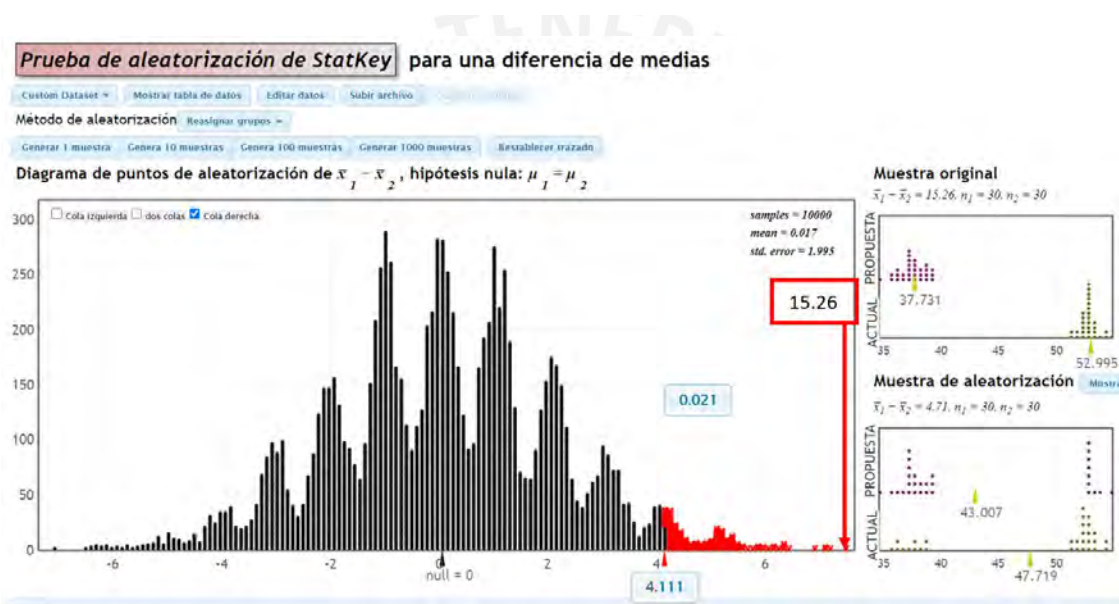 Prueba de aleatorización de StatKey para una diferencia de medias
Custom Dataset Mostrar tabla de datos Editar datos Subir archivo
Método de aleatorización Reasignar grupos
Generar 1 muestra Genera 10 muestras Genera 100 muestras Generar 1000 muestras Restablecer trazado
Diagrama de puntos de aleatorización de x̄1 − x̄2 , hipótesis nula: μ1 = μ2
Cola izquierda dos colas Cola derecha
samples = 10000
mean = 0.017
std. error = 1.995
15.26
0.021
300
250
200
150
100
50
0
-6 -4 -2 0 2 4 6
null = 0
4.111
Muestra original
x̄1 − x̄2 = 15.26, n1 = 30, n2 = 30
PROPUESTA
ACTUAL
37.731
35 40 45 50
52.995
Muestra de aleatorización Mostra
x̄1 − x̄2 = 4.71, n1 = 30, n2 = 30
PROPUESTA
ACTUAL
43.007
35 40 45 50
47.719